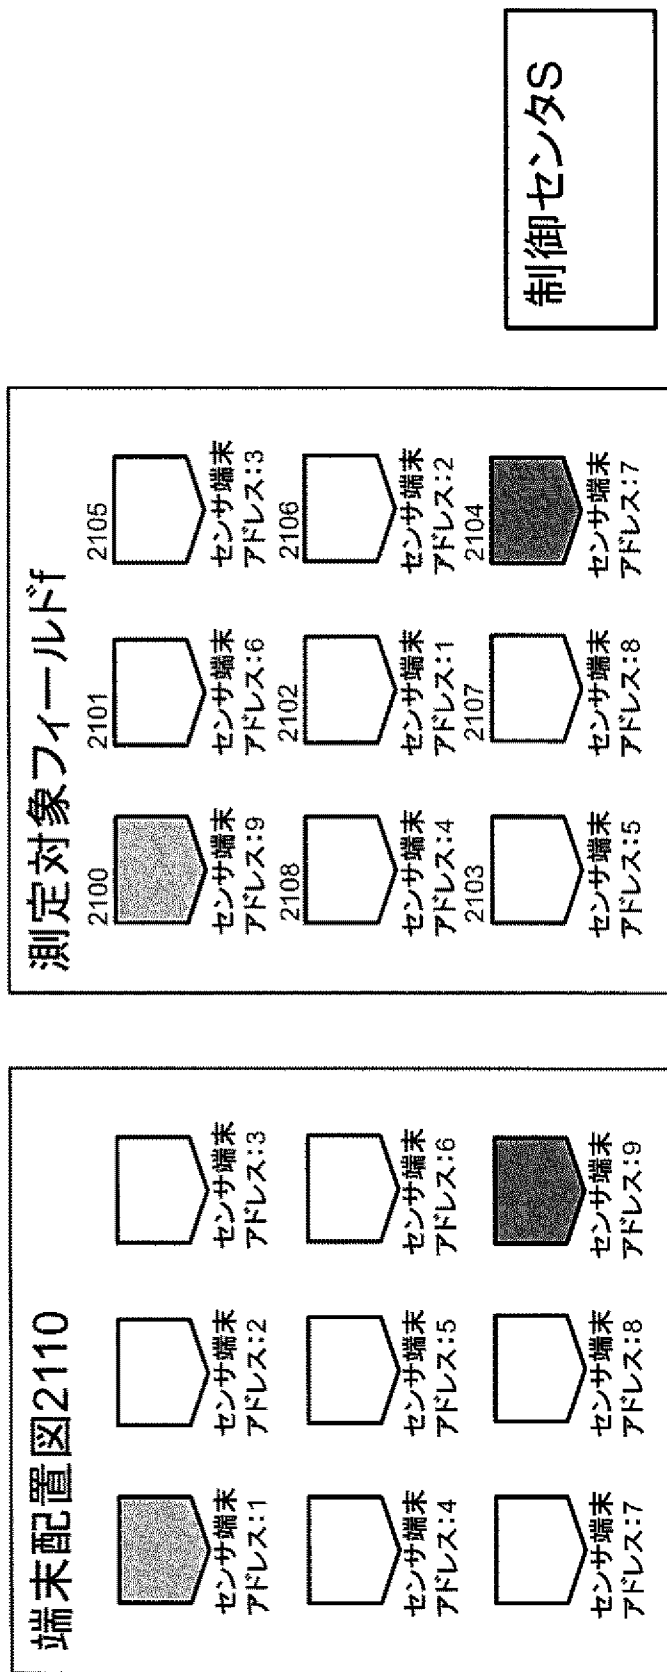 端末配置図2110
センサ端末
アドレス:1
センサ端末
アドレス:2
センサ端末
アドレス:3
センサ端末
アドレス:4
センサ端末
アドレス:5
センサ端末
アドレス:6
センサ端末
アドレス:7
センサ端末
アドレス:8
センサ端末
アドレス:9
測定対象フィールドf
2100
センサ端末
アドレス:9
2101
センサ端末
アドレス:6
2105
センサ端末
アドレス:3
2108
センサ端末
アドレス:4
2102
センサ端末
アドレス:1
2106
センサ端末
アドレス:2
2103
センサ端末
アドレス:5
2107
センサ端末
アドレス:8
2104
センサ端末
アドレス:7
制御センタS